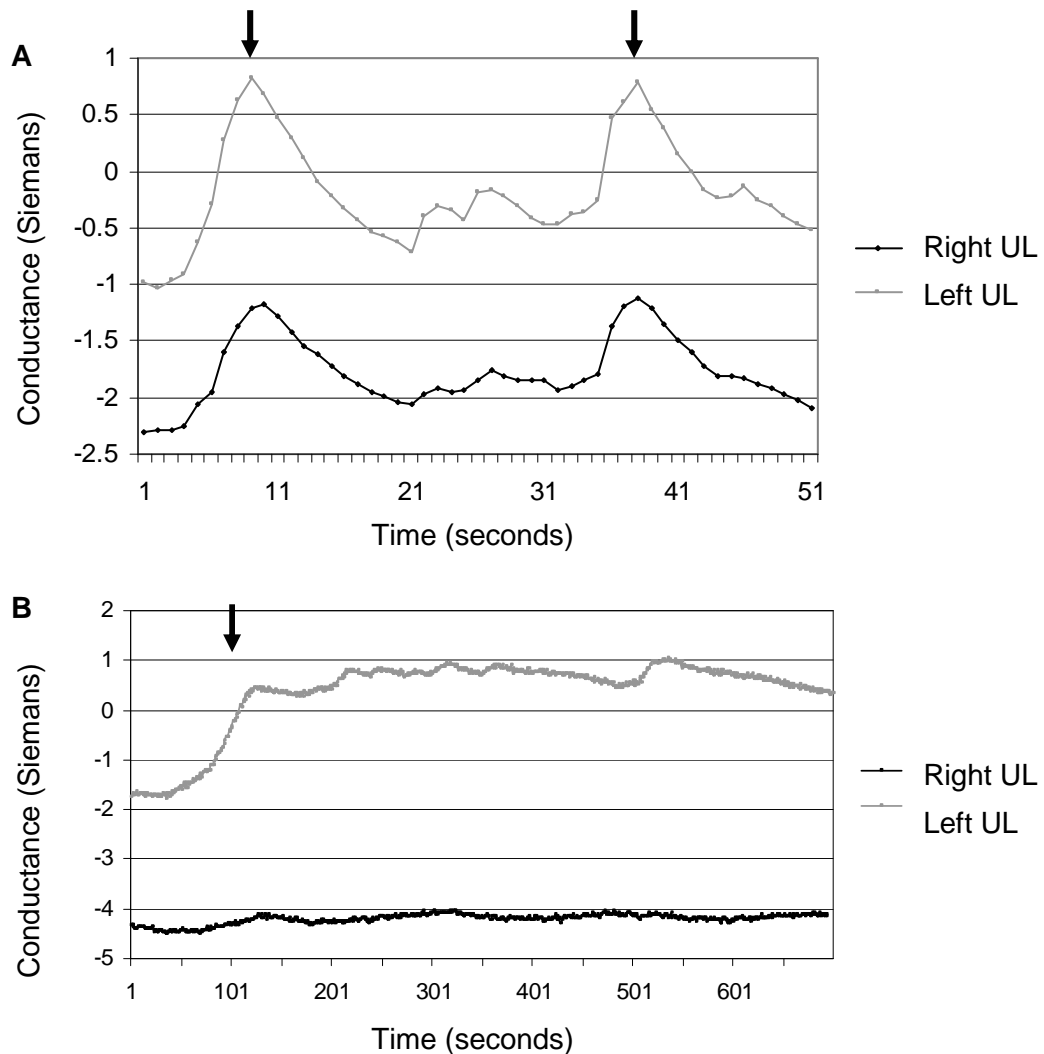 A
Conductance (Siemans)
1
0.5
0
-0.5
-1
-1.5
-2
-2.5
1 11 21 31 41 51
Time (seconds)
Right UL
Left UL
B
Conductance (Siemans)
2
1
0
-1
-2
-3
-4
-5
1 101 201 301 401 501 601
Time (seconds)
Right UL
Left UL